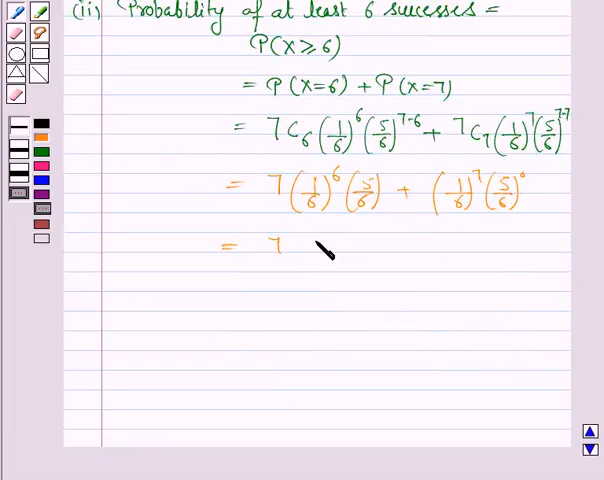 (ii) Probability of at least 6 successes =
P(X⩾6)
= P(X=6) + P(X=7)
= 7C₆(1/6)⁶(5/6)⁷⁻⁶ + 7C₇(1/6)⁷(5/6)⁷⁻⁷
= 7(1/6)⁶(5/6) + (1/6)⁷(5/6)⁰
= 7